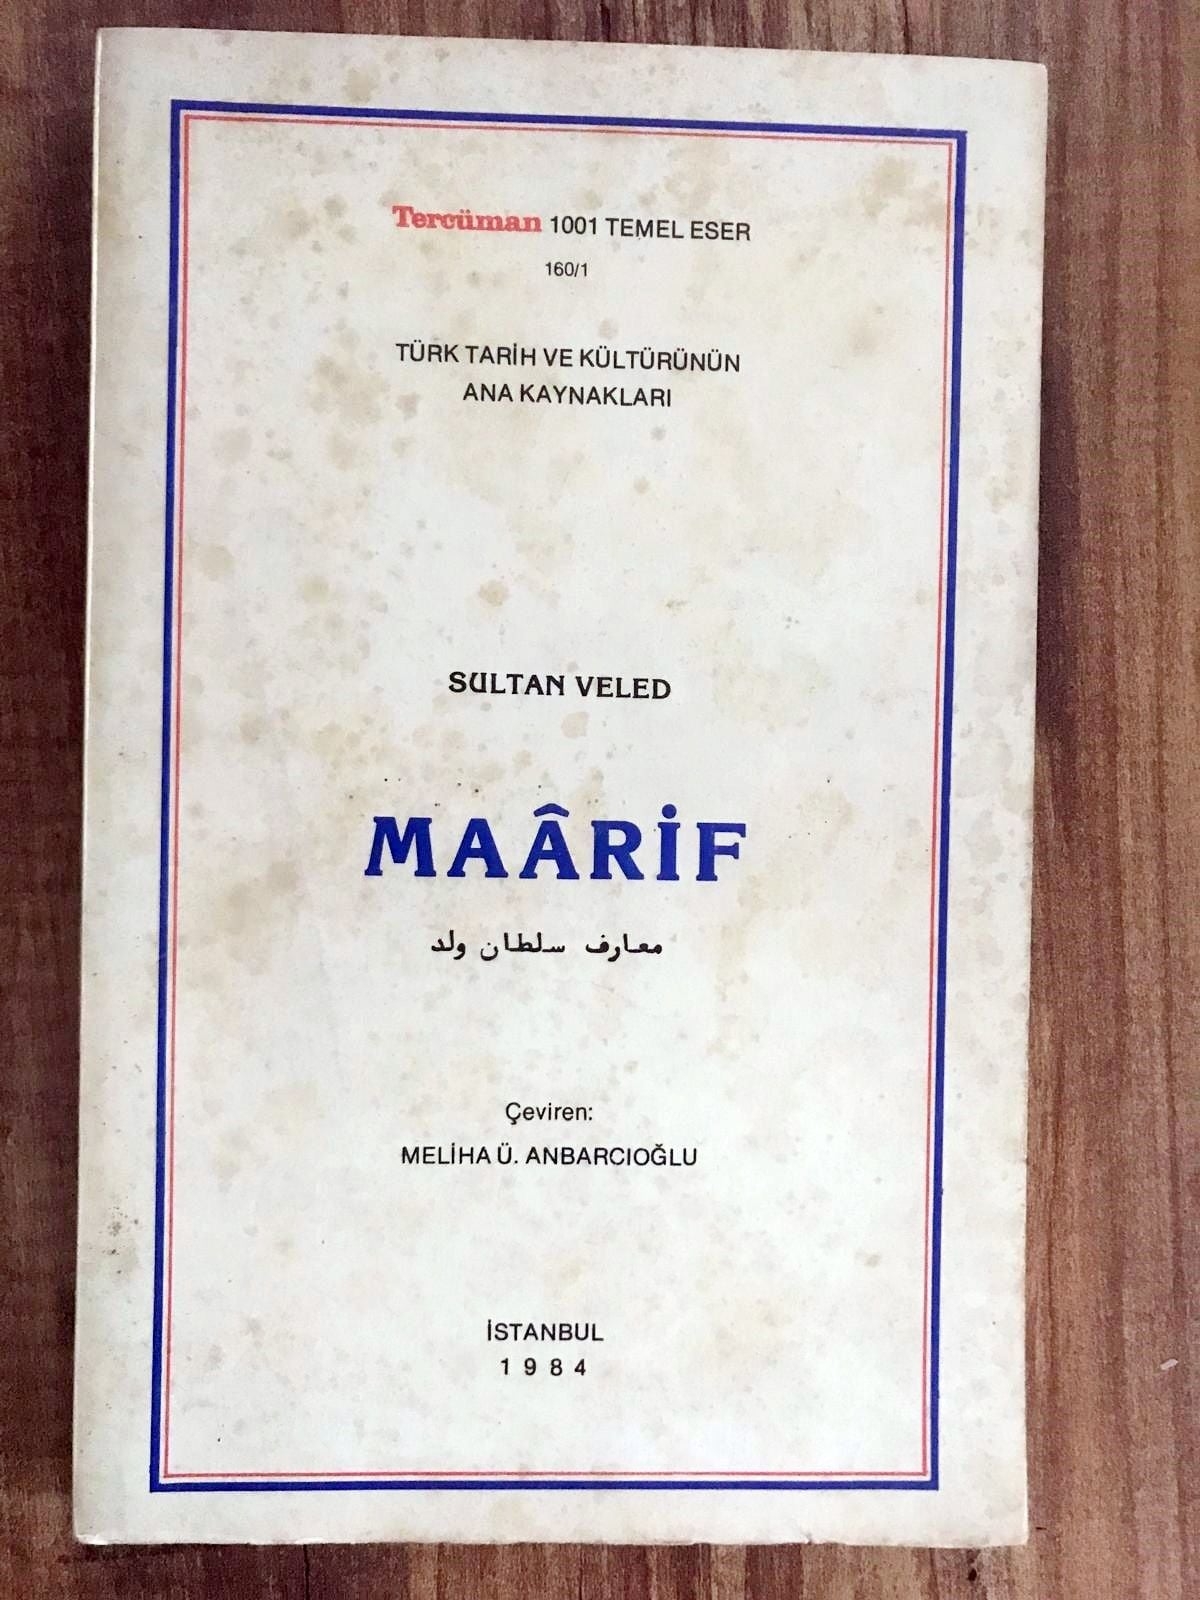 Tercüman 1001 TEMEL ESER
160/1
TÜRK TARİH VE KÜLTÜRÜNÜN
ANA KAYNAKLARI
SULTAN VELED
MAÂRİF
معارف سلطان ولد
Çeviren:
MELİHA Ü. ANBARCIOĞLU
İSTANBUL
1984